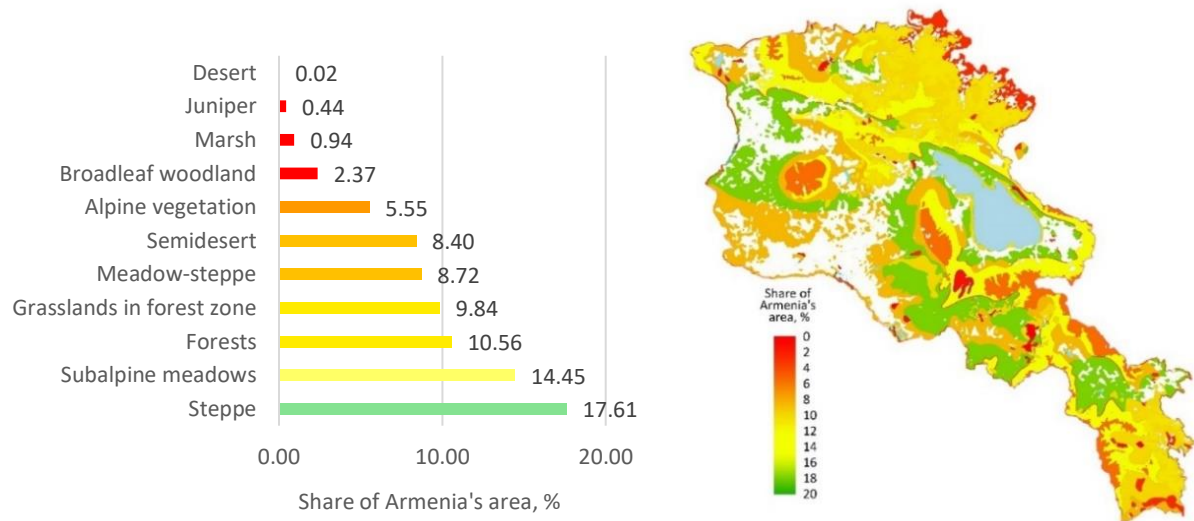 Desert 0.02
Juniper 0.44
Marsh 0.94
Broadleaf woodland 2.37
Alpine vegetation 5.55
Semidesert 8.40
Meadow-steppe 8.72
Grasslands in forest zone 9.84
Forests 10.56
Subalpine meadows 14.45
Steppe 17.61
0.00 10.00 20.00
Share of Armenia's area, %
Share of
Armenia's
area, %
0
2
4
6
8
10
12
14
16
18
20